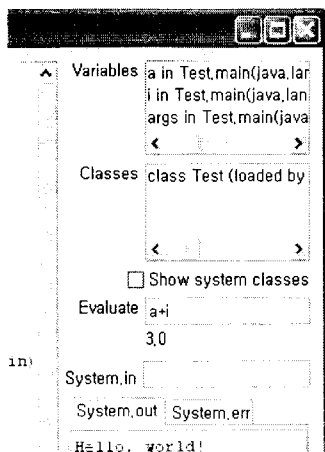 Variables a in Test.main(java.lar
i in Test.main(java.lan
args in Test.main(java
Classes class Test (loaded by
Show system classes
Evaluate a+i
3.0
in)
System.in
System.out System.err
Hello, world!